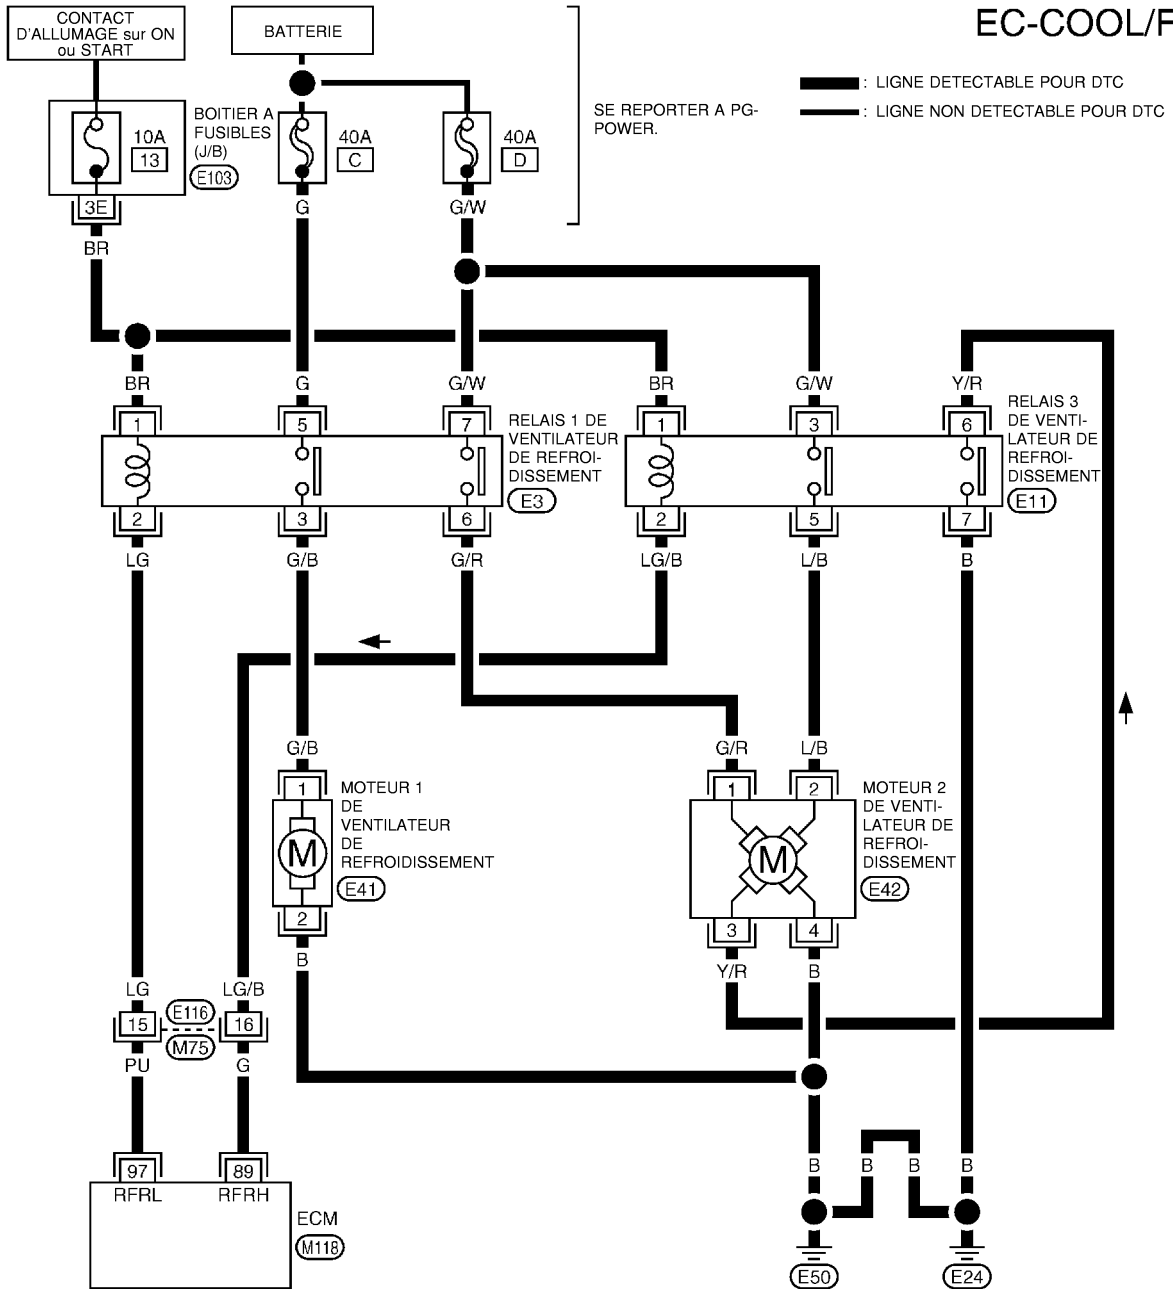 EC-COOL/F
CONTACT
D'ALLUMAGE sur ON
ou START
BATTERIE
: LIGNE DETECTABLE POUR DTC
: LIGNE NON DETECTABLE POUR DTC
SE REPORTER A PG-
POWER.
10A
13
BOITIER A
FUSIBLES
(J/B)
E103
40A
C
40A
D
3E
BR
G
G/W
BR
G
G/W
BR
G/W
Y/R
1
5
7
RELAIS 1 DE
VENTILATEUR
DE REFROI-
DISSEMENT
E3
1
3
6
RELAIS 3
DE VENTI-
LATEUR DE
REFROI-
DISSEMENT
E11
2
3
6
2
5
7
LG
G/B
G/R
LG/B
L/B
B
G/B
G/R
L/B
1
MOTEUR 1
DE
VENTILATEUR
DE
REFROIDISSEMENT
E41
M
2
B
1
2
MOTEUR 2
DE VENTI-
LATEUR DE
REFROI-
DISSEMENT
E42
M
3
4
Y/R
B
LG
LG/B
15
E116
16
M75
PU
G
97
89
RFRL
RFRH
ECM
M118
B
B
B
B
E50
E24